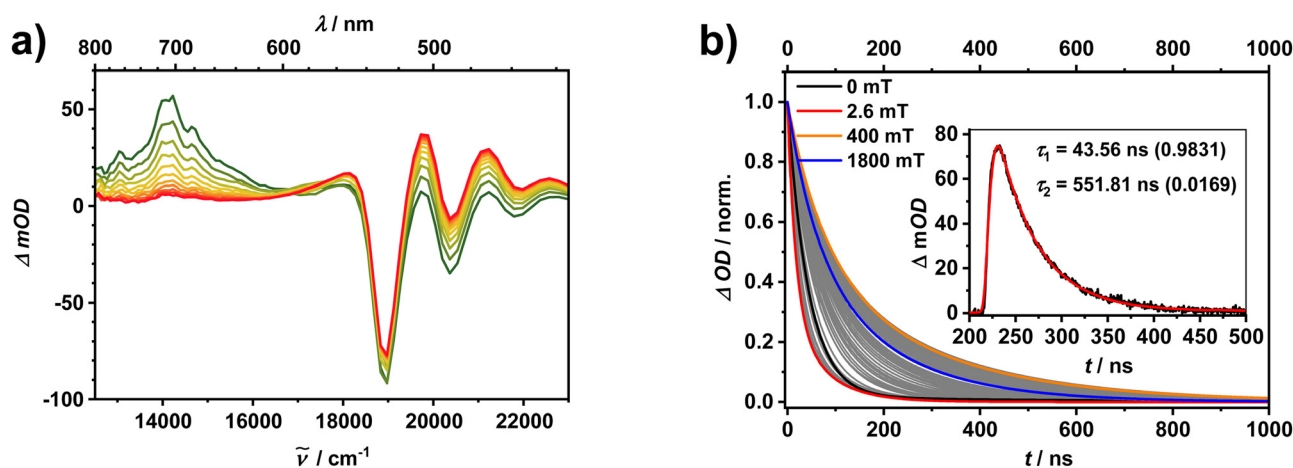 a)
λ / nm
800 700 600 500
50
0
-50
-100
Δ mOD
14000 16000 18000 20000 22000
ν̃ / cm⁻¹
b)
0 200 400 600 800 1000
1.0
0.8
0.6
0.4
0.2
0.0
Δ OD / norm.
0 mT
2.6 mT
400 mT
1800 mT
80
60
40
20
0
Δ mOD
τ₁ = 43.56 ns (0.9831)
τ₂ = 551.81 ns (0.0169)
200 250 300 350 400 450 500
t / ns
0 200 400 600 800 1000
t / ns